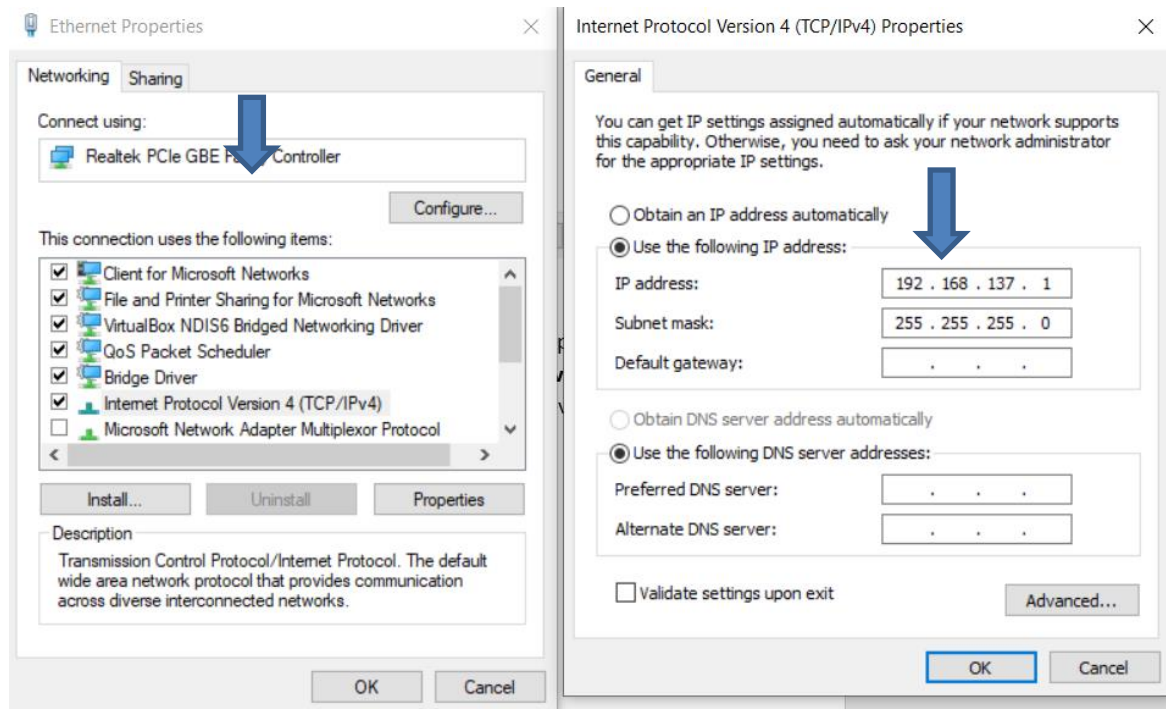 Ethernet Properties
Networking
Sharing
Connect using:
Realtek PCIe GBE Controller
Configure...
This connection uses the following items:
Client for Microsoft Networks
File and Printer Sharing for Microsoft Networks
VirtualBox NDIS6 Bridged Networking Driver
QoS Packet Scheduler
Bridge Driver
Internet Protocol Version 4 (TCP/IPv4)
Microsoft Network Adapter Multiplexor Protocol
Install...
Uninstall
Properties
Description
Transmission Control Protocol/Internet Protocol. The default
wide area network protocol that provides communication
across diverse interconnected networks.
OK
Cancel
Internet Protocol Version 4 (TCP/IPv4) Properties
General
You can get IP settings assigned automatically if your network supports
this capability. Otherwise, you need to ask your network administrator
for the appropriate IP settings.
Obtain an IP address automatically
Use the following IP address:
IP address:
192 . 168 . 137 . 1
Subnet mask:
255 . 255 . 255 . 0
Default gateway:
. . .
Obtain DNS server address automatically
Use the following DNS server addresses:
Preferred DNS server:
. . .
Alternate DNS server:
. . .
Validate settings upon exit
Advanced...
OK
Cancel